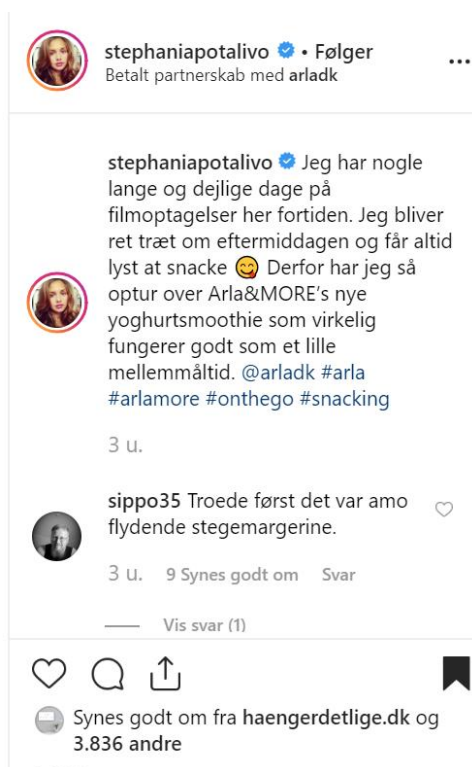 stephaniapotalivo • Følger
Betalt partnerskab med arladk
stephaniapotalivo Jeg har nogle
lange og dejlige dage på
filmoptagelser her fortiden. Jeg bliver
ret træt om eftermiddagen og får altid
lyst at snacke 😋 Derfor har jeg så
optur over Arla&MORE's nye
yoghurtsmoothie som virkelig
fungerer godt som et lille
mellemmåltid. @arladk #arla
#arlamore #onthego #snacking
3 u.
sippo35 Troede først det var amo
flydende stegemargerine.
3 u. 9 Synes godt om Svar
Vis svar (1)
Synes godt om fra haengerdetlige.dk og
3.836 andre